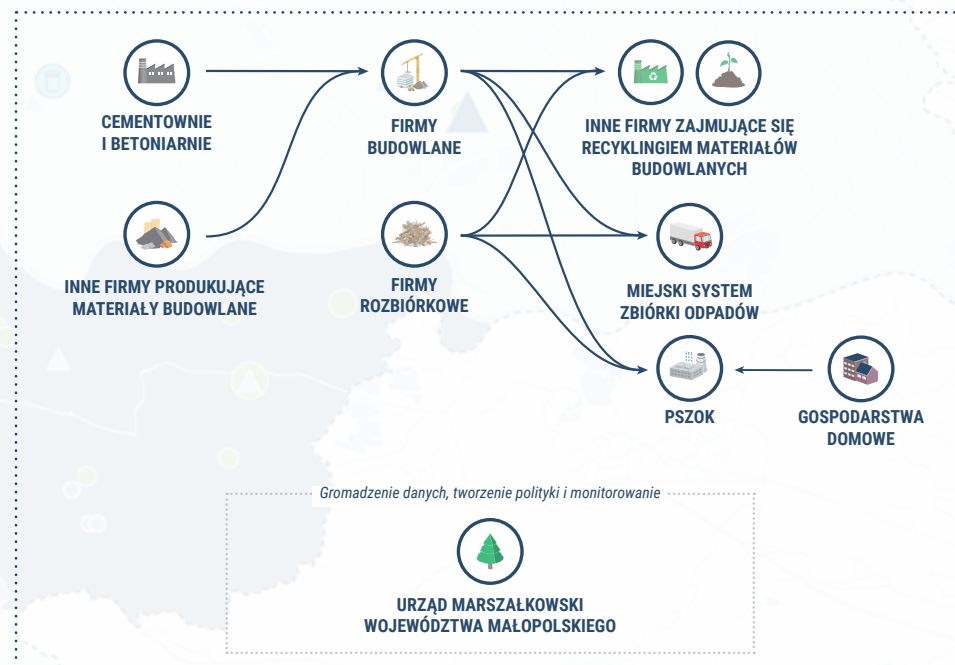 CEMENTOWNIE
I BETONIARNIE
FIRMY
BUDOWLANE
INNE FIRMY ZAJMUJĄCE SIĘ
RECYKLINGIEM MATERIAŁÓW
BUDOWLANYCH
INNE FIRMY PRODUKUJĄCE
MATERIAŁY BUDOWLANE
FIRMY
ROZBIÓRKOWE
MIEJSKI SYSTEM
ZBIÓRKI ODPADÓW
PSZOK
GOSPODARSTWA
DOMOWE
Gromadzenie danych, tworzenie polityki i monitorowanie
URZĄD MARSZAŁKOWSKI
WOJEWÓDZTWA MAŁOPOLSKIEGO